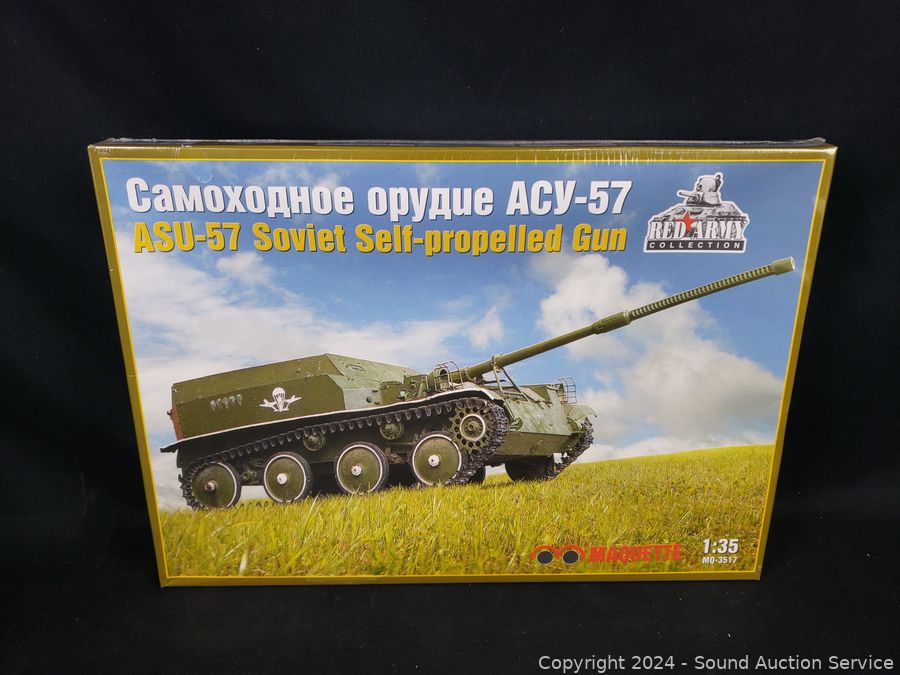 Самоходное орудие АСУ-57
ASU-57 Soviet Self-propelled Gun
RED ARMY
COLLECTION
MAQUETTE
1:35
MQ-3517
Copyright © 2024 - Sound Auction Service